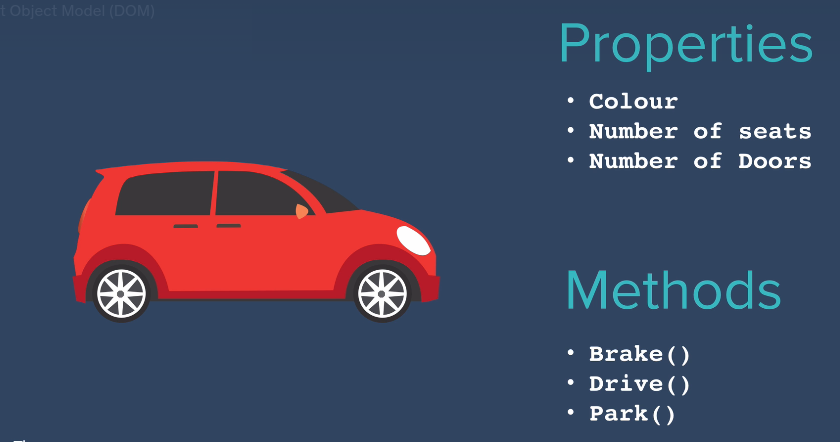 t Object Model (DOM)
Properties
• Colour
• Number of seats
• Number of Doors
Methods
• Brake()
• Drive()
• Park()